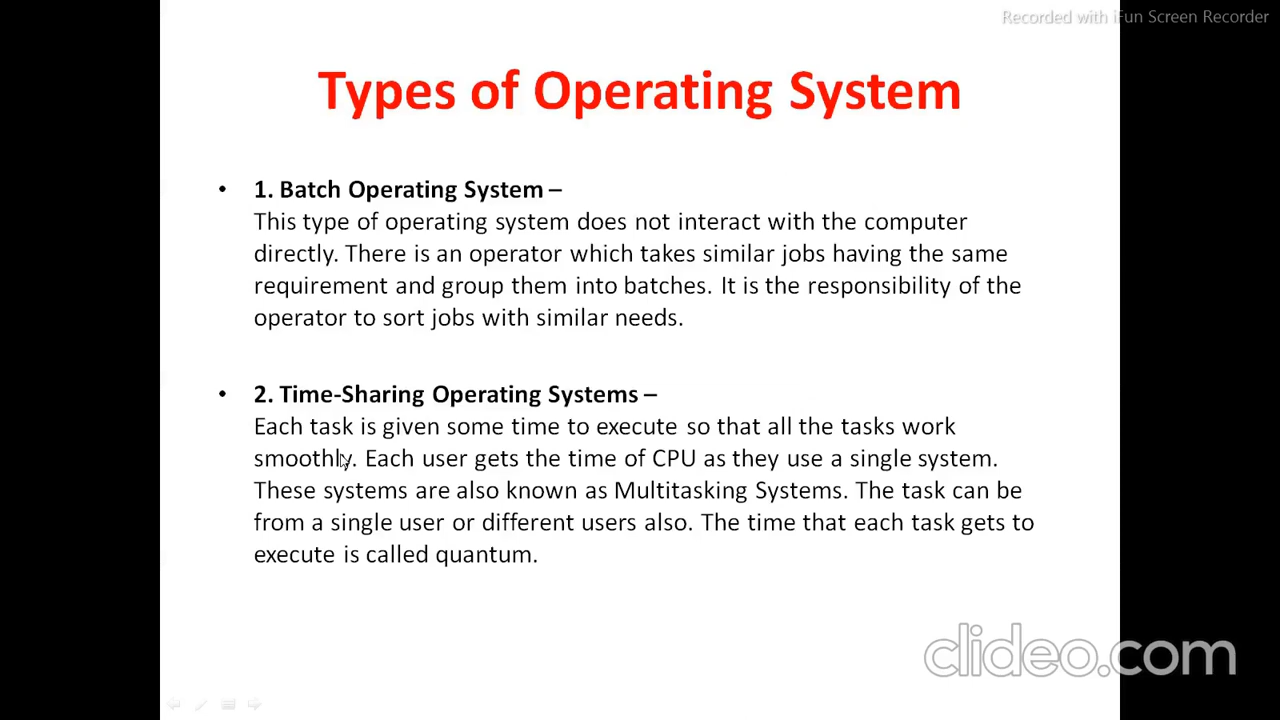 Recorded with iFun Screen Recorder
Types of Operating System
• 1. Batch Operating System –
This type of operating system does not interact with the computer
directly. There is an operator which takes similar jobs having the same
requirement and group them into batches. It is the responsibility of the
operator to sort jobs with similar needs.
• 2. Time-Sharing Operating Systems –
Each task is given some time to execute so that all the tasks work
smoothly. Each user gets the time of CPU as they use a single system.
These systems are also known as Multitasking Systems. The task can be
from a single user or different users also. The time that each task gets to
execute is called quantum.
clideo.com